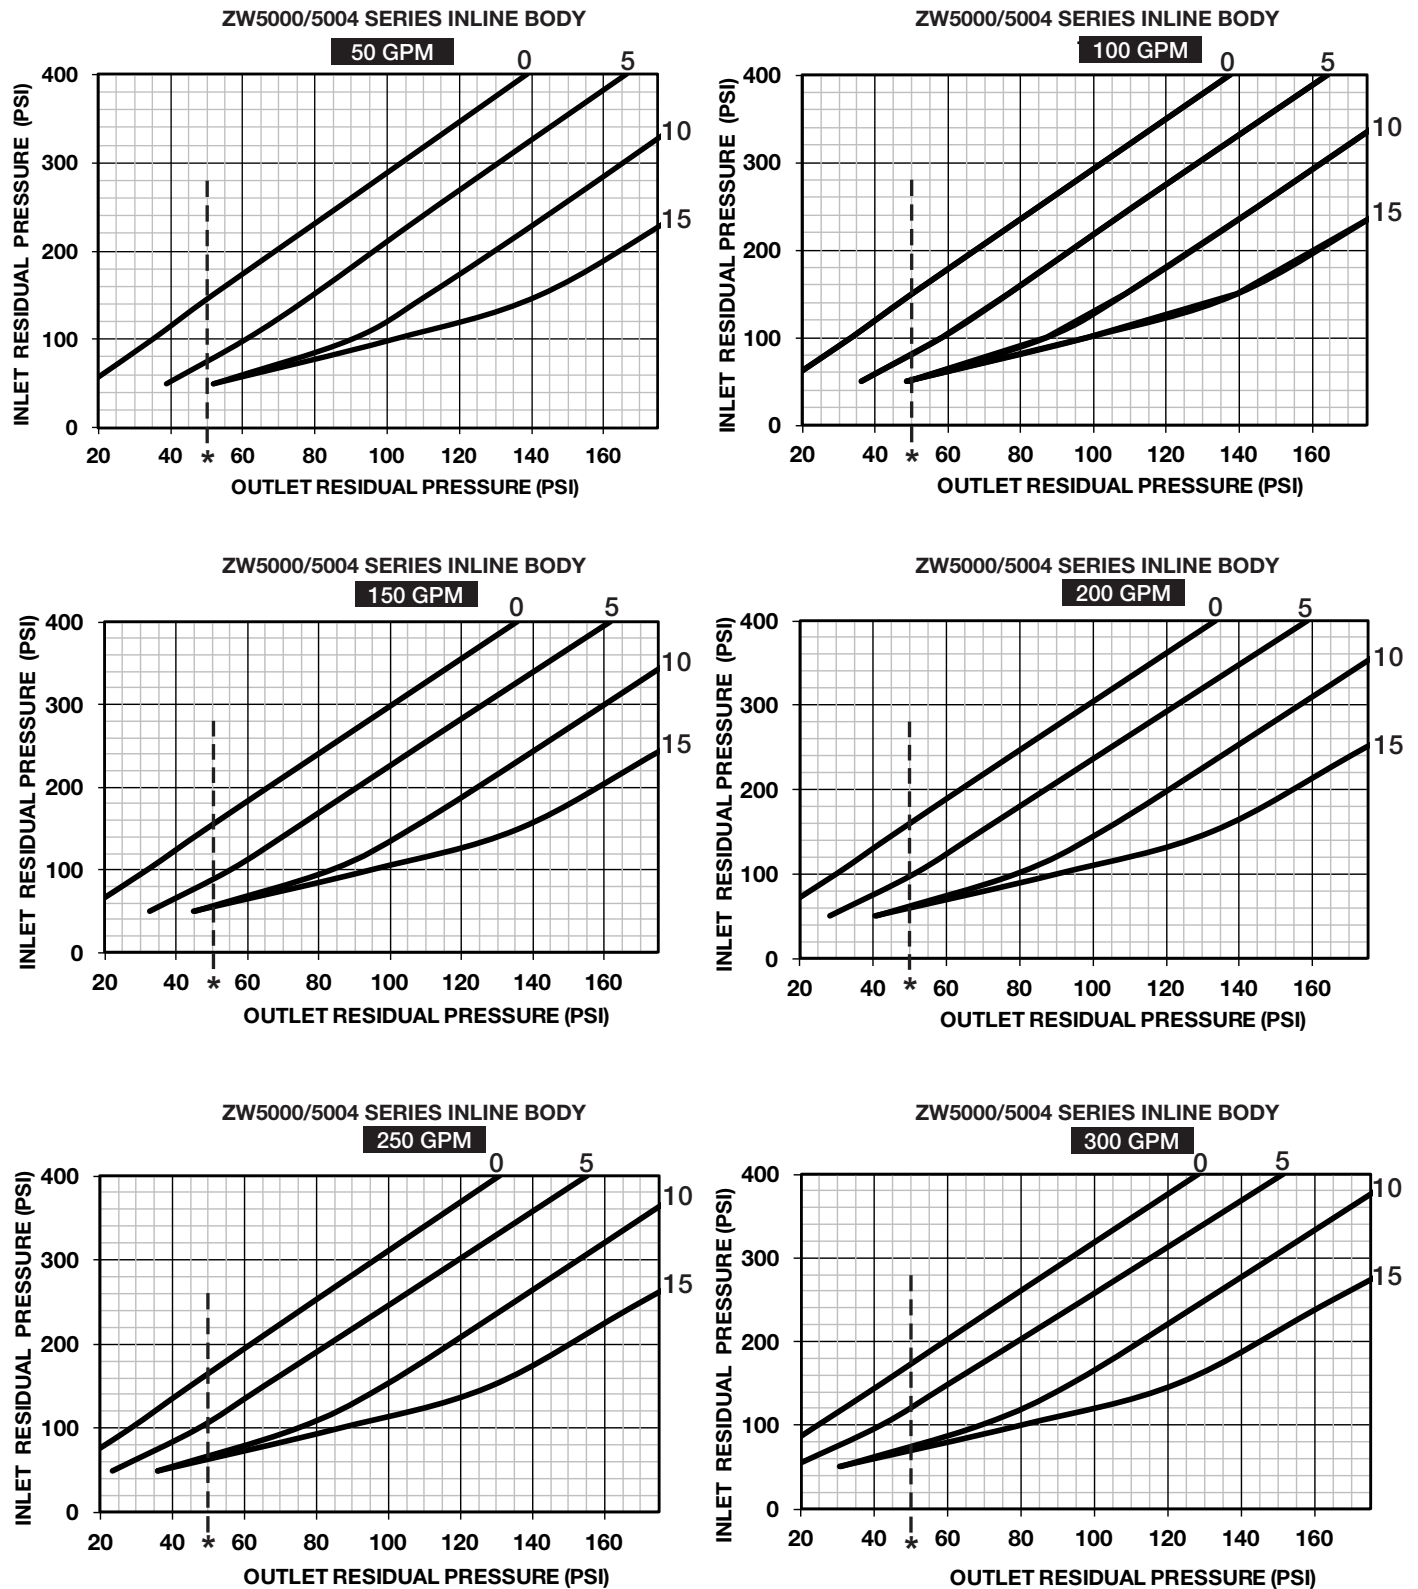 ZW5000/5004 SERIES INLINE BODY
50 GPM
0
5
10
15
INLET RESIDUAL PRESSURE (PSI)
400
300
200
100
0
20 40 * 60 80 100 120 140 160
OUTLET RESIDUAL PRESSURE (PSI)
ZW5000/5004 SERIES INLINE BODY
100 GPM
0
5
10
15
INLET RESIDUAL PRESSURE (PSI)
400
300
200
100
0
20 40 * 60 80 100 120 140 160
OUTLET RESIDUAL PRESSURE (PSI)
ZW5000/5004 SERIES INLINE BODY
150 GPM
0
5
10
15
INLET RESIDUAL PRESSURE (PSI)
400
300
200
100
0
20 40 * 60 80 100 120 140 160
OUTLET RESIDUAL PRESSURE (PSI)
ZW5000/5004 SERIES INLINE BODY
200 GPM
0
5
10
15
INLET RESIDUAL PRESSURE (PSI)
400
300
200
100
0
20 40 * 60 80 100 120 140 160
OUTLET RESIDUAL PRESSURE (PSI)
ZW5000/5004 SERIES INLINE BODY
250 GPM
0
5
10
15
INLET RESIDUAL PRESSURE (PSI)
400
300
200
100
0
20 40 * 60 80 100 120 140 160
OUTLET RESIDUAL PRESSURE (PSI)
ZW5000/5004 SERIES INLINE BODY
300 GPM
0
5
10
15
INLET RESIDUAL PRESSURE (PSI)
400
300
200
100
0
20 40 * 60 80 100 120 140 160
OUTLET RESIDUAL PRESSURE (PSI)